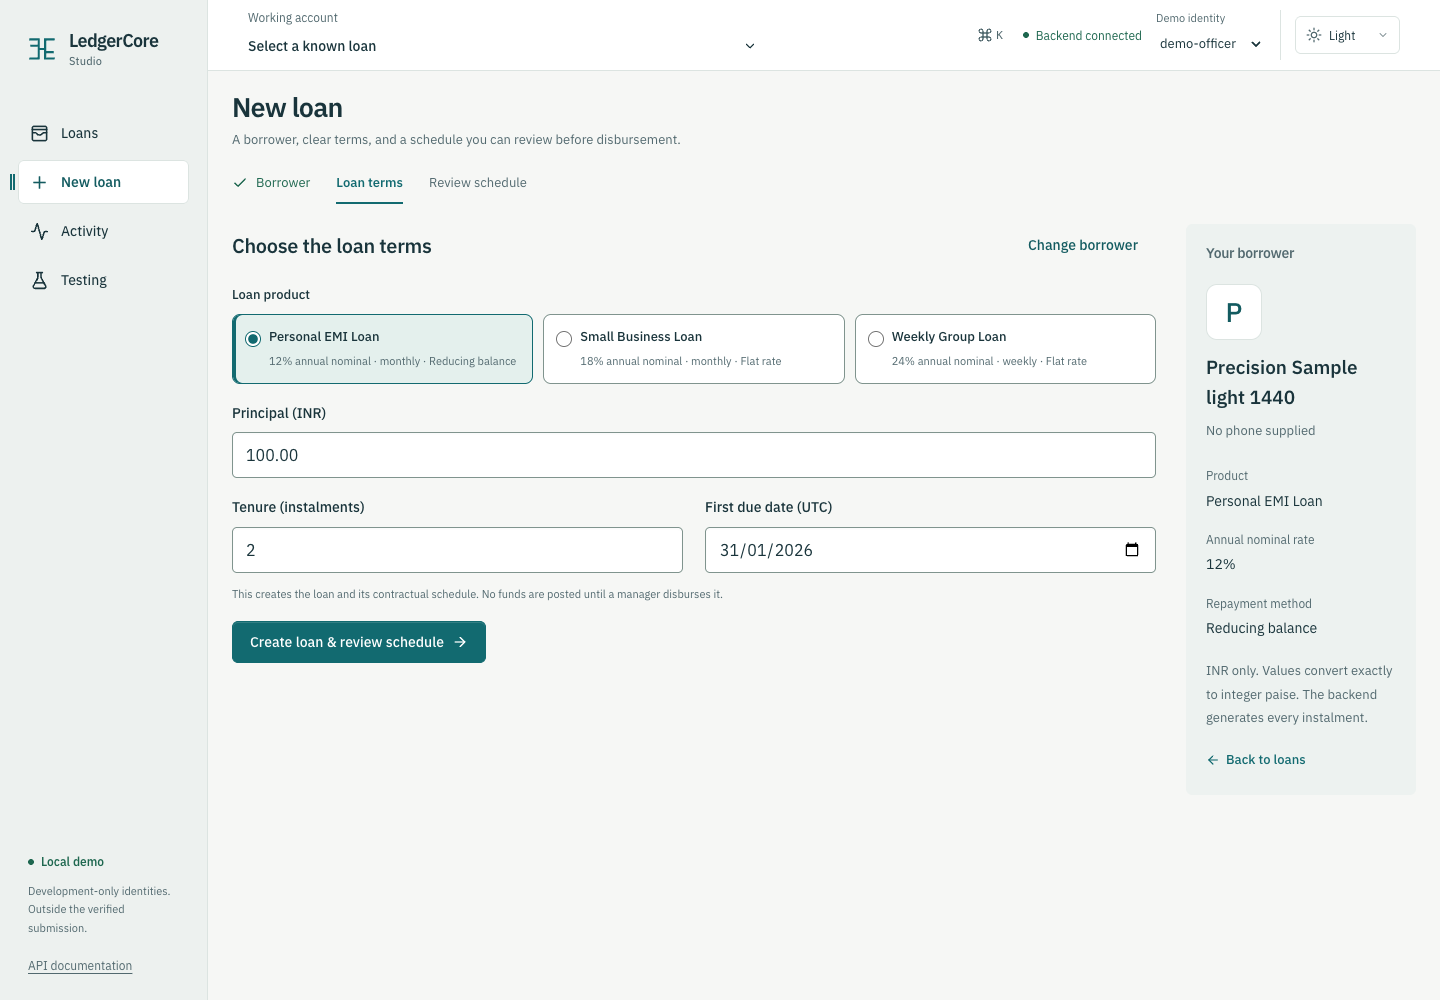 LedgerCore
Studio
Loans
New loan
Activity
Testing
Local demo
Development-only identities.
Outside the verified
submission.
API documentation
Working account
Select a known loan
⌘ K
Backend connected
Demo identity
demo-officer
Light
New loan
A borrower, clear terms, and a schedule you can review before disbursement.
Borrower
Loan terms
Review schedule
Choose the loan terms
Change borrower
Loan product
Personal EMI Loan
12% annual nominal · monthly · Reducing balance
Small Business Loan
18% annual nominal · monthly · Flat rate
Weekly Group Loan
24% annual nominal · weekly · Flat rate
Principal (INR)
100.00
Tenure (instalments)
2
First due date (UTC)
31/01/2026
This creates the loan and its contractual schedule. No funds are posted until a manager disburses it.
Create loan & review schedule
Your borrower
P
Precision Sample
light 1440
No phone supplied
Product
Personal EMI Loan
Annual nominal rate
12%
Repayment method
Reducing balance
INR only. Values convert exactly
to integer paise. The backend
generates every instalment.
Back to loans